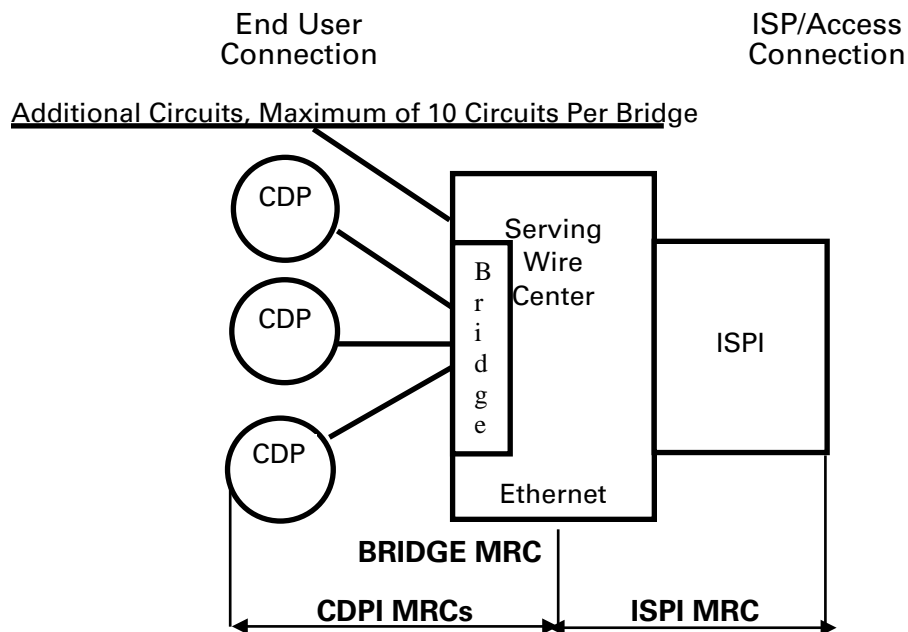 End User
Connection
ISP/Access
Connection
Additional Circuits, Maximum of 10 Circuits Per Bridge
CDP
CDP
CDP
Bridge
Serving
Wire
Center
Ethernet
ISPI
BRIDGE MRC
CDPI MRCs
ISPI MRC